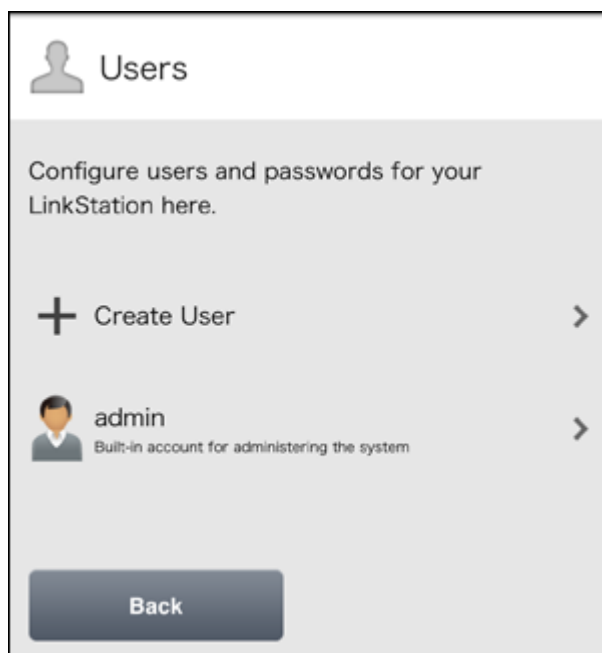 Users
Configure users and passwords for your
LinkStation here.
Create User
admin
Built-in account for administering the system
Back